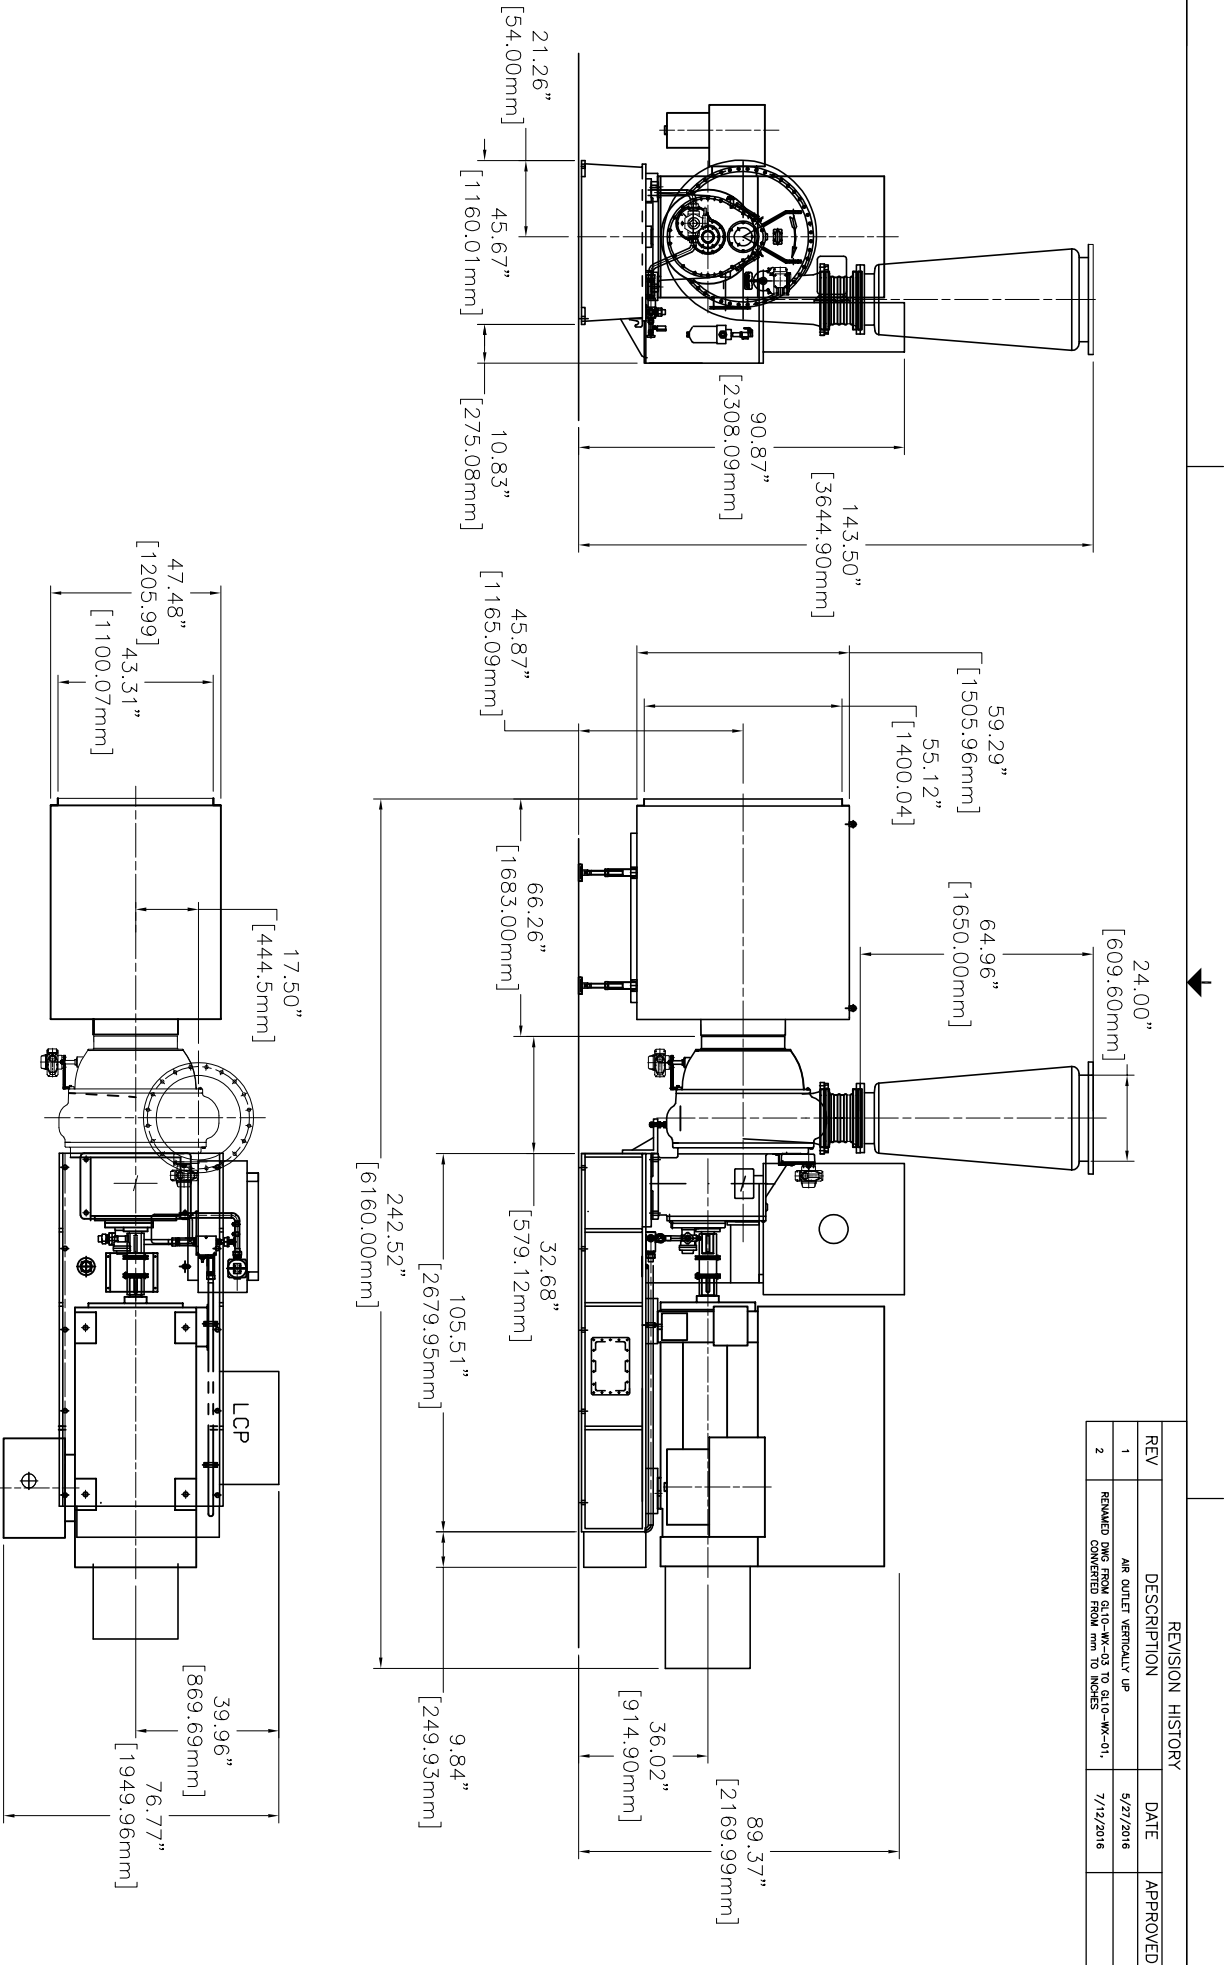 REVISION HISTORY
REV DESCRIPTION DATE APPROVED
1 AIR OUTLET VERTICALLY UP 5/27/2016
2 RENAMED DWG FROM GL10-WX-03 TO GL10-WX-01, 7/12/2016
CONVERTED FROM mm TO INCHES
24.00"
[609.60mm]
64.96"
[1650.00mm]
59.29"
[1505.96mm]
55.12"
[1400.04]
143.50"
[3644.90mm]
90.87"
[2308.09mm]
21.26"
[54.00mm]
45.67"
[1160.01mm]
10.83"
[275.08mm]
45.87"
[1165.09mm]
66.26"
[1683.00mm]
32.68"
[579.12mm]
105.51"
[2679.95mm]
242.52"
[6160.00mm]
9.84"
[249.93mm]
36.02"
[914.90mm]
89.37"
[2169.99mm]
47.48"
[1205.99]
43.31"
[1100.07mm]
17.50"
[444.5mm]
LCP
39.96"
[869.69mm]
76.77"
[1949.96mm]